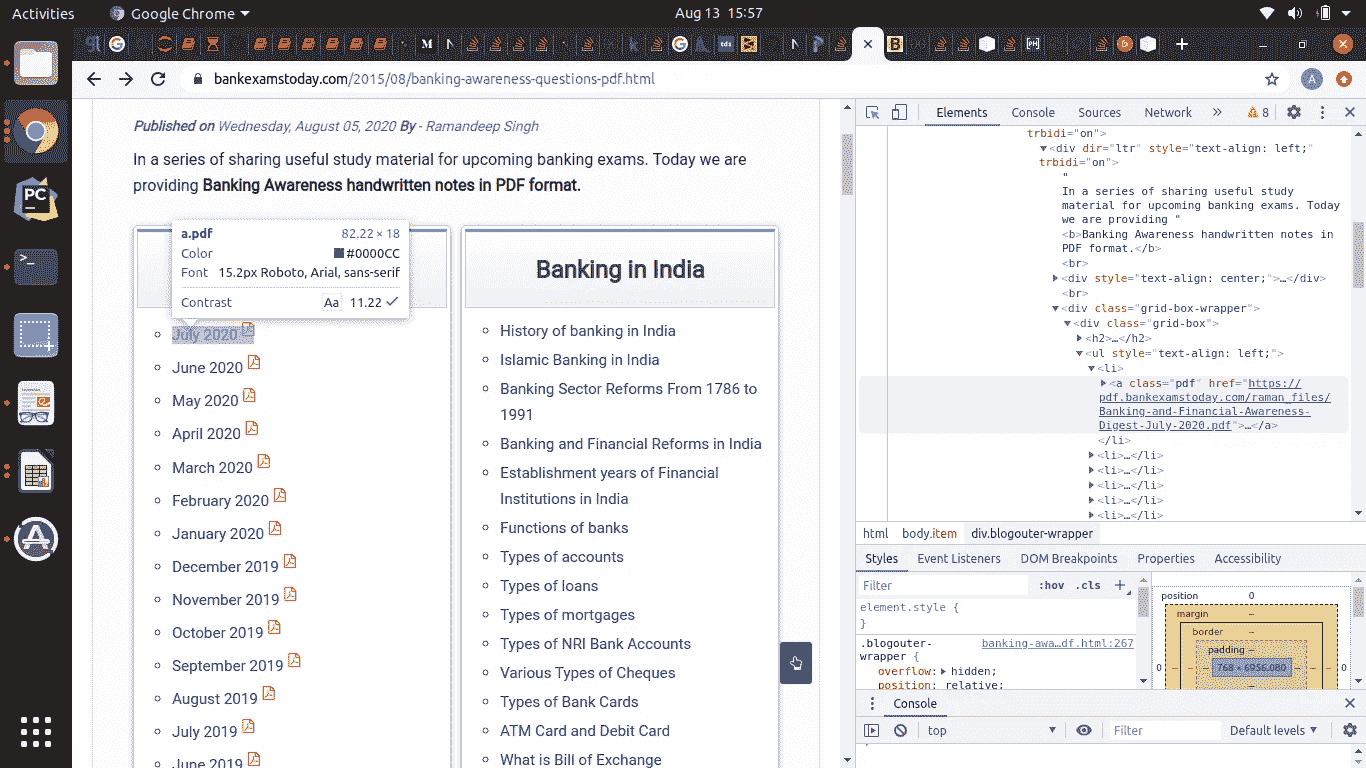 Activities
Google Chrome
Aug 13 15:57
M
N
tds
N
B
PH
bankexamstoday.com/2015/08/banking-awareness-questions-pdf.html
A
Published on Wednesday, August 05, 2020 By - Ramandeep Singh
In a series of sharing useful study material for upcoming banking exams. Today we are
providing Banking Awareness handwritten notes in PDF format.
a.pdf 82.22 × 18
Color #0000CC
Font 15.2px Roboto, Arial, sans-serif
Contrast Aa 11.22
July 2020
June 2020
May 2020
April 2020
March 2020
February 2020
January 2020
December 2019
November 2019
October 2019
September 2019
August 2019
July 2019
June 2019
Banking in India
History of banking in India
Islamic Banking in India
Banking Sector Reforms From 1786 to
1991
Banking and Financial Reforms in India
Establishment years of Financial
Institutions in India
Functions of banks
Types of accounts
Types of loans
Types of mortgages
Types of NRI Bank Accounts
Various Types of Cheques
Types of Bank Cards
ATM Card and Debit Card
What is Bill of Exchange
Elements Console Sources Network » 8
trbidi="on">
<div dir="ltr" style="text-align: left;"
trbidi="on">
"
In a series of sharing useful study
material for upcoming banking exams. Today
we are providing "
<b>Banking Awareness handwritten notes in
PDF format.</b>
<br>
<div style="text-align: center;">…</div>
<br>
<div class="grid-box-wrapper">
<div class="grid-box">
<h2>…</h2>
<ul style="text-align: left;">
<li>
<a class="pdf" href="https://
pdf.bankexamstoday.com/raman_files/
Banking-and-Financial-Awareness-
Digest-July-2020.pdf">…</a>
</li>
<li>…</li>
<li>…</li>
<li>…</li>
<li>…</li>
<li>…</li>
html body.item div.blogouter-wrapper
Styles Event Listeners DOM Breakpoints Properties Accessibility
Filter :hov .cls +
element.style {
}
.blogouter- banking-awa…df.html:267
wrapper {
overflow: hidden;
position: relative;
position 0
margin –
border –
padding –
0 – – 768 × 6956.080 – – 0
Console
top Filter Default levels
PC
>_